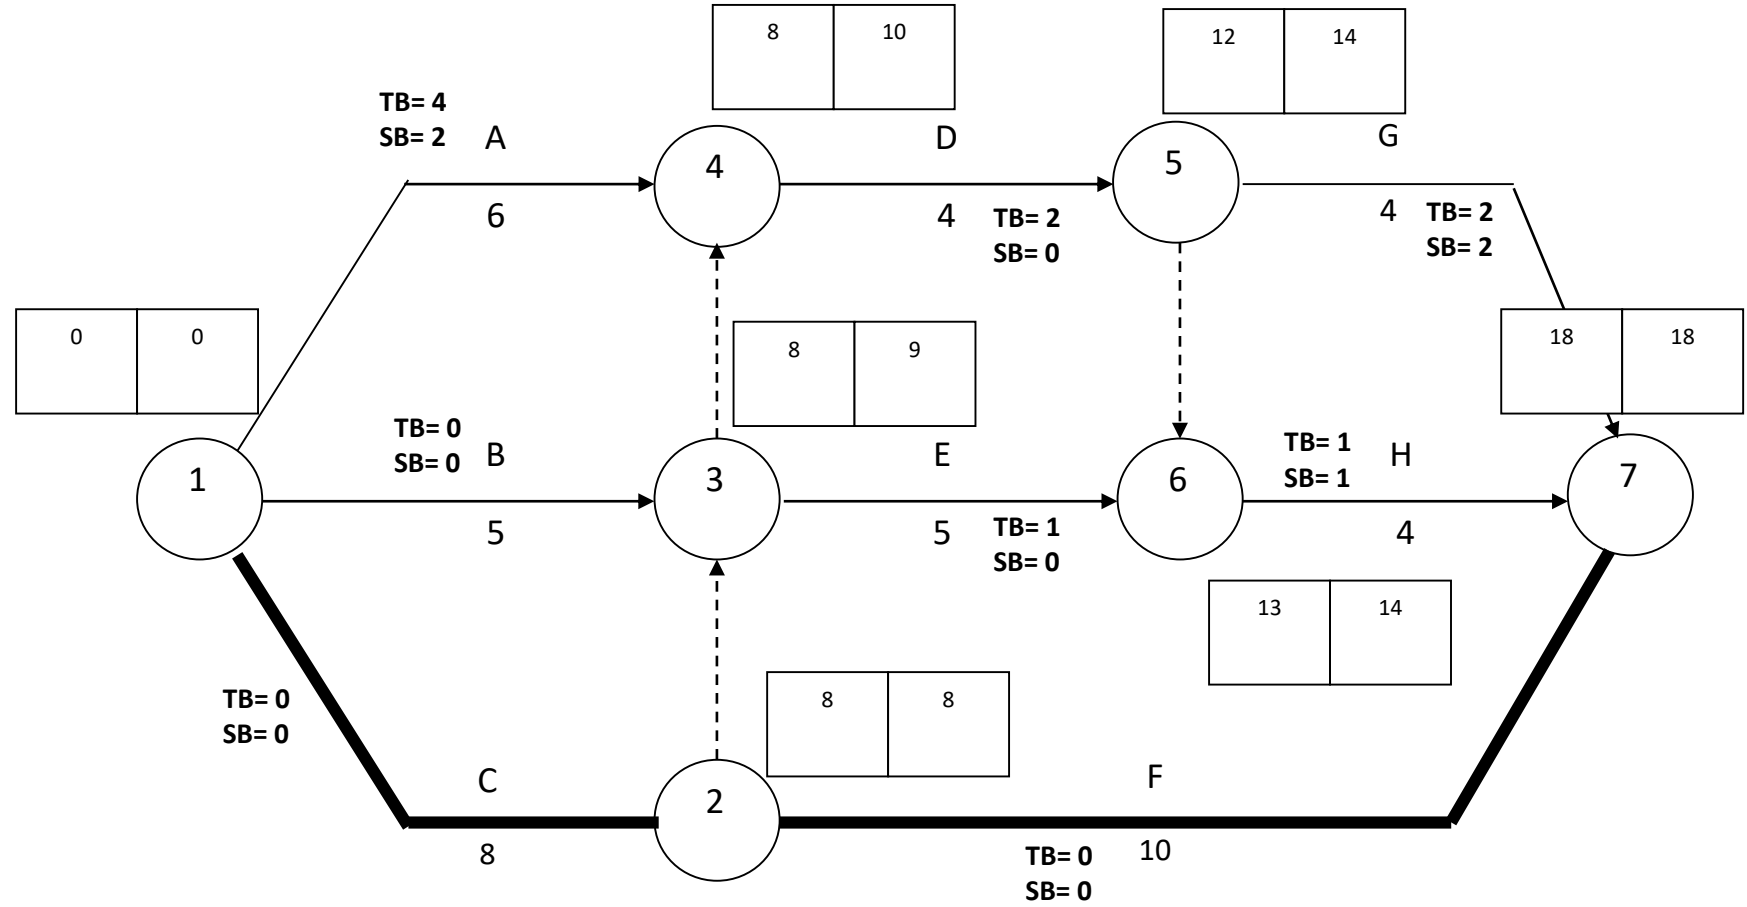 8 10
12 14
TB= 4
SB= 2
A
D
G
4
5
6
4
TB= 2
SB= 0
4
TB= 2
SB= 2
0 0
8 9
18 18
TB= 0
SB= 0
B
E
TB= 1
SB= 1
H
1
3
6
7
5
5
TB= 1
SB= 0
4
13 14
TB= 0
SB= 0
8 8
C
F
2
8
TB= 0
SB= 0
10